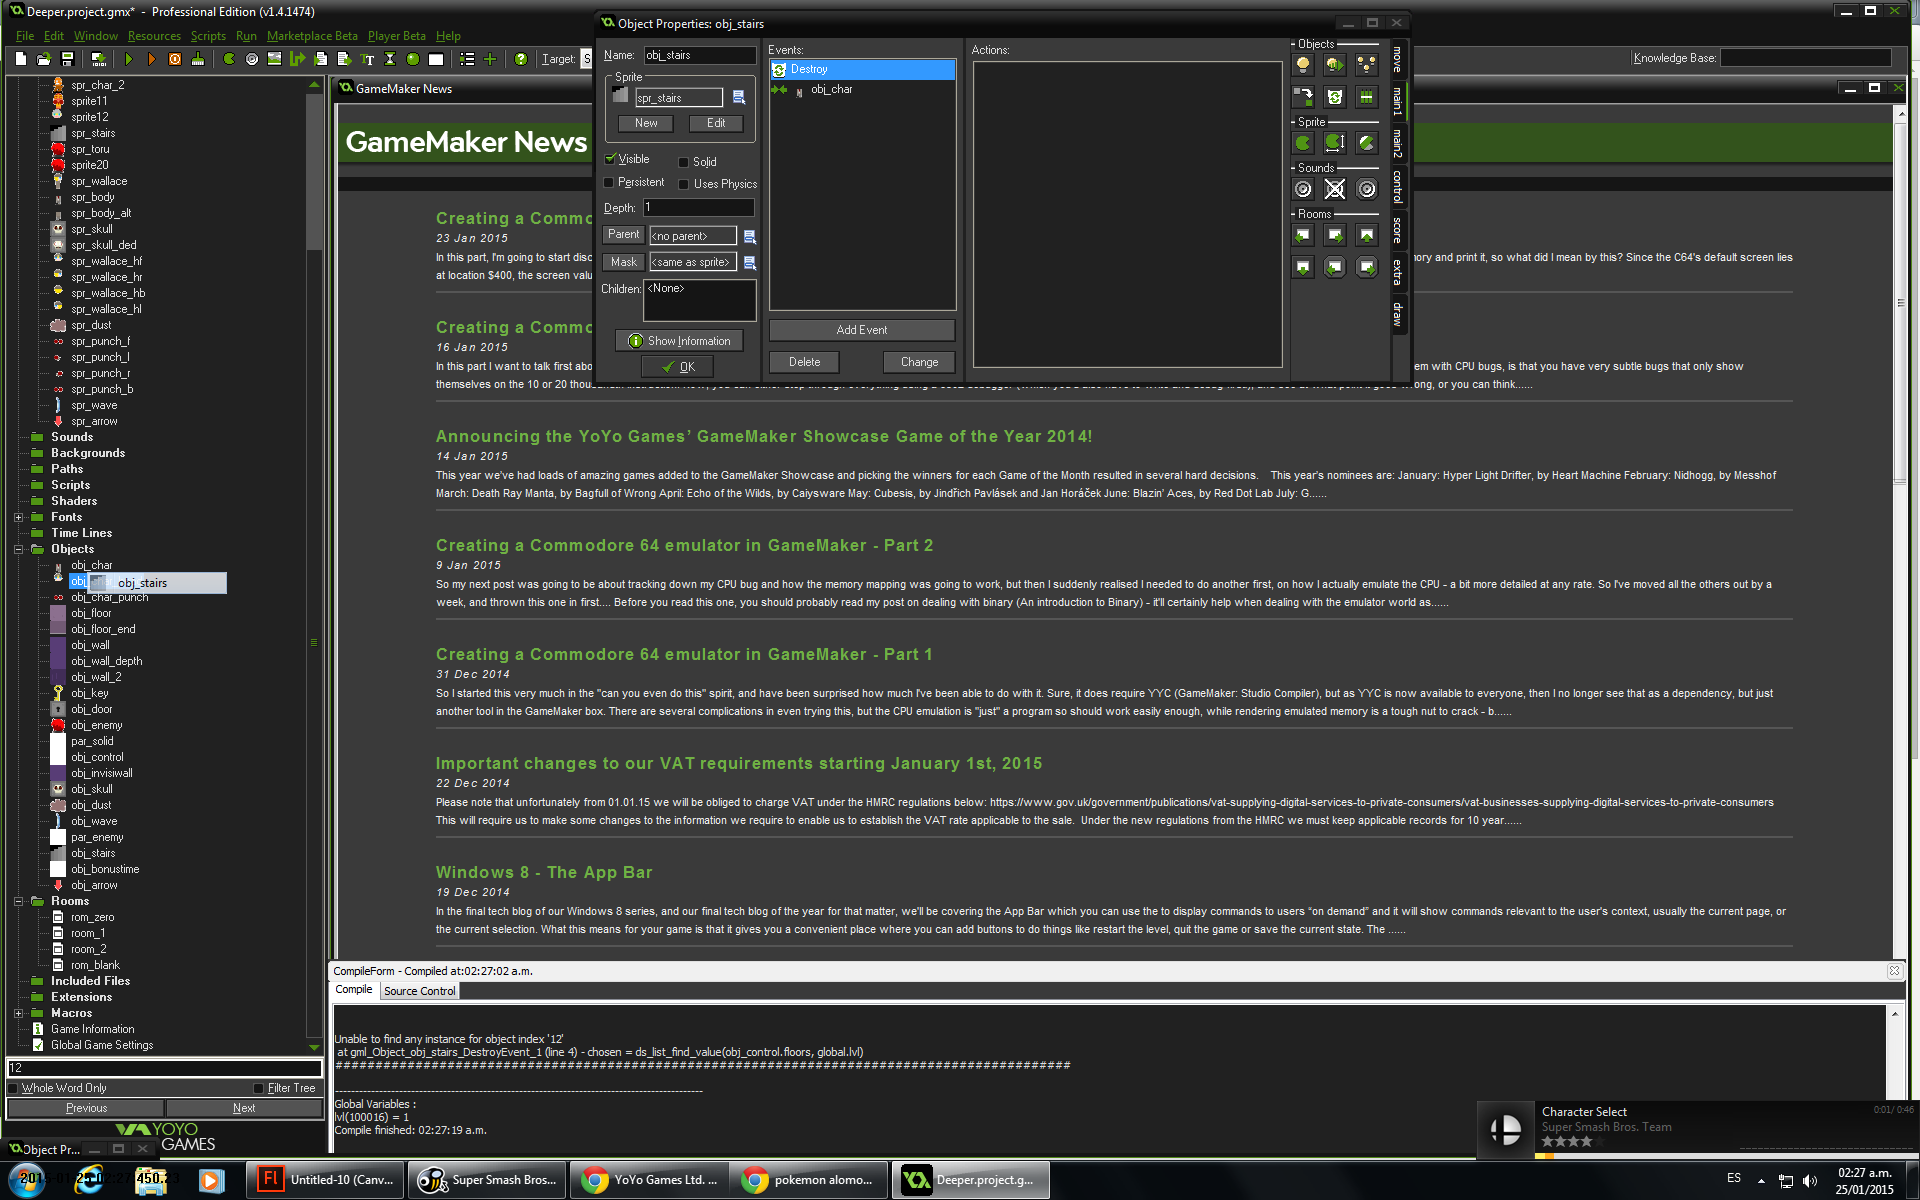 Deeper.project.gmx* - Professional Edition (v1.4.1474)
File Edit Window Resources Scripts Run Marketplace Beta Player Beta Help
Target: S
Knowledge Base:
spr_char_2
sprite11
sprite12
spr_stairs
spr_toru
sprite20
spr_wallace
spr_body
spr_body_alt
spr_skull
spr_skull_ded
spr_wallace_hf
spr_wallace_hr
spr_wallace_hb
spr_wallace_hl
spr_dust
spr_punch_f
spr_punch_l
spr_punch_r
spr_punch_b
spr_wave
spr_arrow
Sounds
Backgrounds
Paths
Scripts
Shaders
Fonts
Time Lines
Objects
obj_char
obj_ obj_stairs
obj_char_punch
obj_floor
obj_floor_end
obj_wall
obj_wall_depth
obj_wall_2
obj_key
obj_door
obj_enemy
par_solid
obj_control
obj_invisiwall
obj_skull
obj_dust
obj_wave
par_enemy
obj_stairs
obj_bonustime
obj_arrow
Rooms
rom_zero
room_1
room_2
rom_blank
Included Files
Extensions
Macros
Game Information
Global Game Settings
12
Whole Word Only Filter Tree
Previous Next
YOYO
GAMES
Object Pr...
Object Properties: obj_stairs
Name: obj_stairs
Sprite
spr_stairs
New Edit
Visible Solid
Persistent Uses Physics
Depth: 1
Parent <no parent>
Mask <same as sprite>
Children: <None>
Show Information
OK
Events:
Destroy
obj_char
Add Event
Delete Change
Actions:
Objects
Sprite
Sounds
Rooms
move
main1
main2
control
score
extra
draw
GameMaker News
GameMaker News
Creating a Commo
23 Jan 2015
In this part, I'm going to start disc ory and print it, so what did I mean by this? Since the C64's default screen lies
at location $400, the screen valu
Creating a Commo
16 Jan 2015
In this part I want to talk first abo em with CPU bugs, is that you have very subtle bugs that only show
themselves on the 10 or 20 thou ong, or you can think......
Announcing the YoYo Games’ GameMaker Showcase Game of the Year 2014!
14 Jan 2015
This year we've had loads of amazing games added to the GameMaker Showcase and picking the winners for each Game of the Month resulted in several hard decisions. This year's nominees are: January: Hyper Light Drifter, by Heart Machine February: Nidhogg, by Messhof
March: Death Ray Manta, by Bagfull of Wrong April: Echo of the Wilds, by Caiysware May: Cubesis, by Jindřich Pavlásek and Jan Horáček June: Blazin' Aces, by Red Dot Lab July: G......
Creating a Commodore 64 emulator in GameMaker - Part 2
9 Jan 2015
So my next post was going to be about tracking down my CPU bug and how the memory mapping was going to work, but then I suddenly realised I needed to do another first, on how I actually emulate the CPU - a bit more detailed at any rate. So I've moved all the others out by a
week, and thrown this one in first.... Before you read this one, you should probably read my post on dealing with binary (An introduction to Binary) - it'll certainly help when dealing with the emulator world as......
Creating a Commodore 64 emulator in GameMaker - Part 1
31 Dec 2014
So I started this very much in the "can you even do this" spirit, and have been surprised how much I've been able to do with it. Sure, it does require YYC (GameMaker: Studio Compiler), but as YYC is now available to everyone, then I no longer see that as a dependency, but just
another tool in the GameMaker box. There are several complications in even trying this, but the CPU emulation is "just" a program so should work easily enough, while rendering emulated memory is a tough nut to crack - b......
Important changes to our VAT requirements starting January 1st, 2015
22 Dec 2014
Please note that unfortunately from 01.01.15 we will be obliged to charge VAT under the HMRC regulations below: https://www.gov.uk/government/publications/vat-supplying-digital-services-to-private-consumers/vat-businesses-supplying-digital-services-to-private-consumers
This will require us to make some changes to the information we require to enable us to establish the VAT rate applicable to the sale. Under the new regulations from the HMRC we must keep applicable records for 10 year......
Windows 8 - The App Bar
19 Dec 2014
In the final tech blog of our Windows 8 series, and our final tech blog of the year for that matter, we'll be covering the App Bar which you can use the to display commands to users “on demand” and it will show commands relevant to the user's context, usually the current page, or
the current selection. What this means for your game is that it gives you a convenient place where you can add buttons to do things like restart the level, quit the game or save the current state. The ......
CompileForm - Compiled at:02:27:02 a.m.
Compile Source Control
Unable to find any instance for object index '12'
at gml_Object_obj_stairs_DestroyEvent_1 (line 4) - chosen = ds_list_find_value(obj_control.floors, global.lvl)
############################################################################################
Global Variables :
lvl(100016) = 1
Compile finished: 02:27:19 a.m.
Character Select 0:01/ 0:46
Super Smash Bros. Team
2015-01-25 02:27 450.23
Untitled-10 (Canv...
Super Smash Bros...
YoYo Games Ltd. ...
pokemon alomo...
Deeper.project.g...
ES
02:27 a.m.
25/01/2015